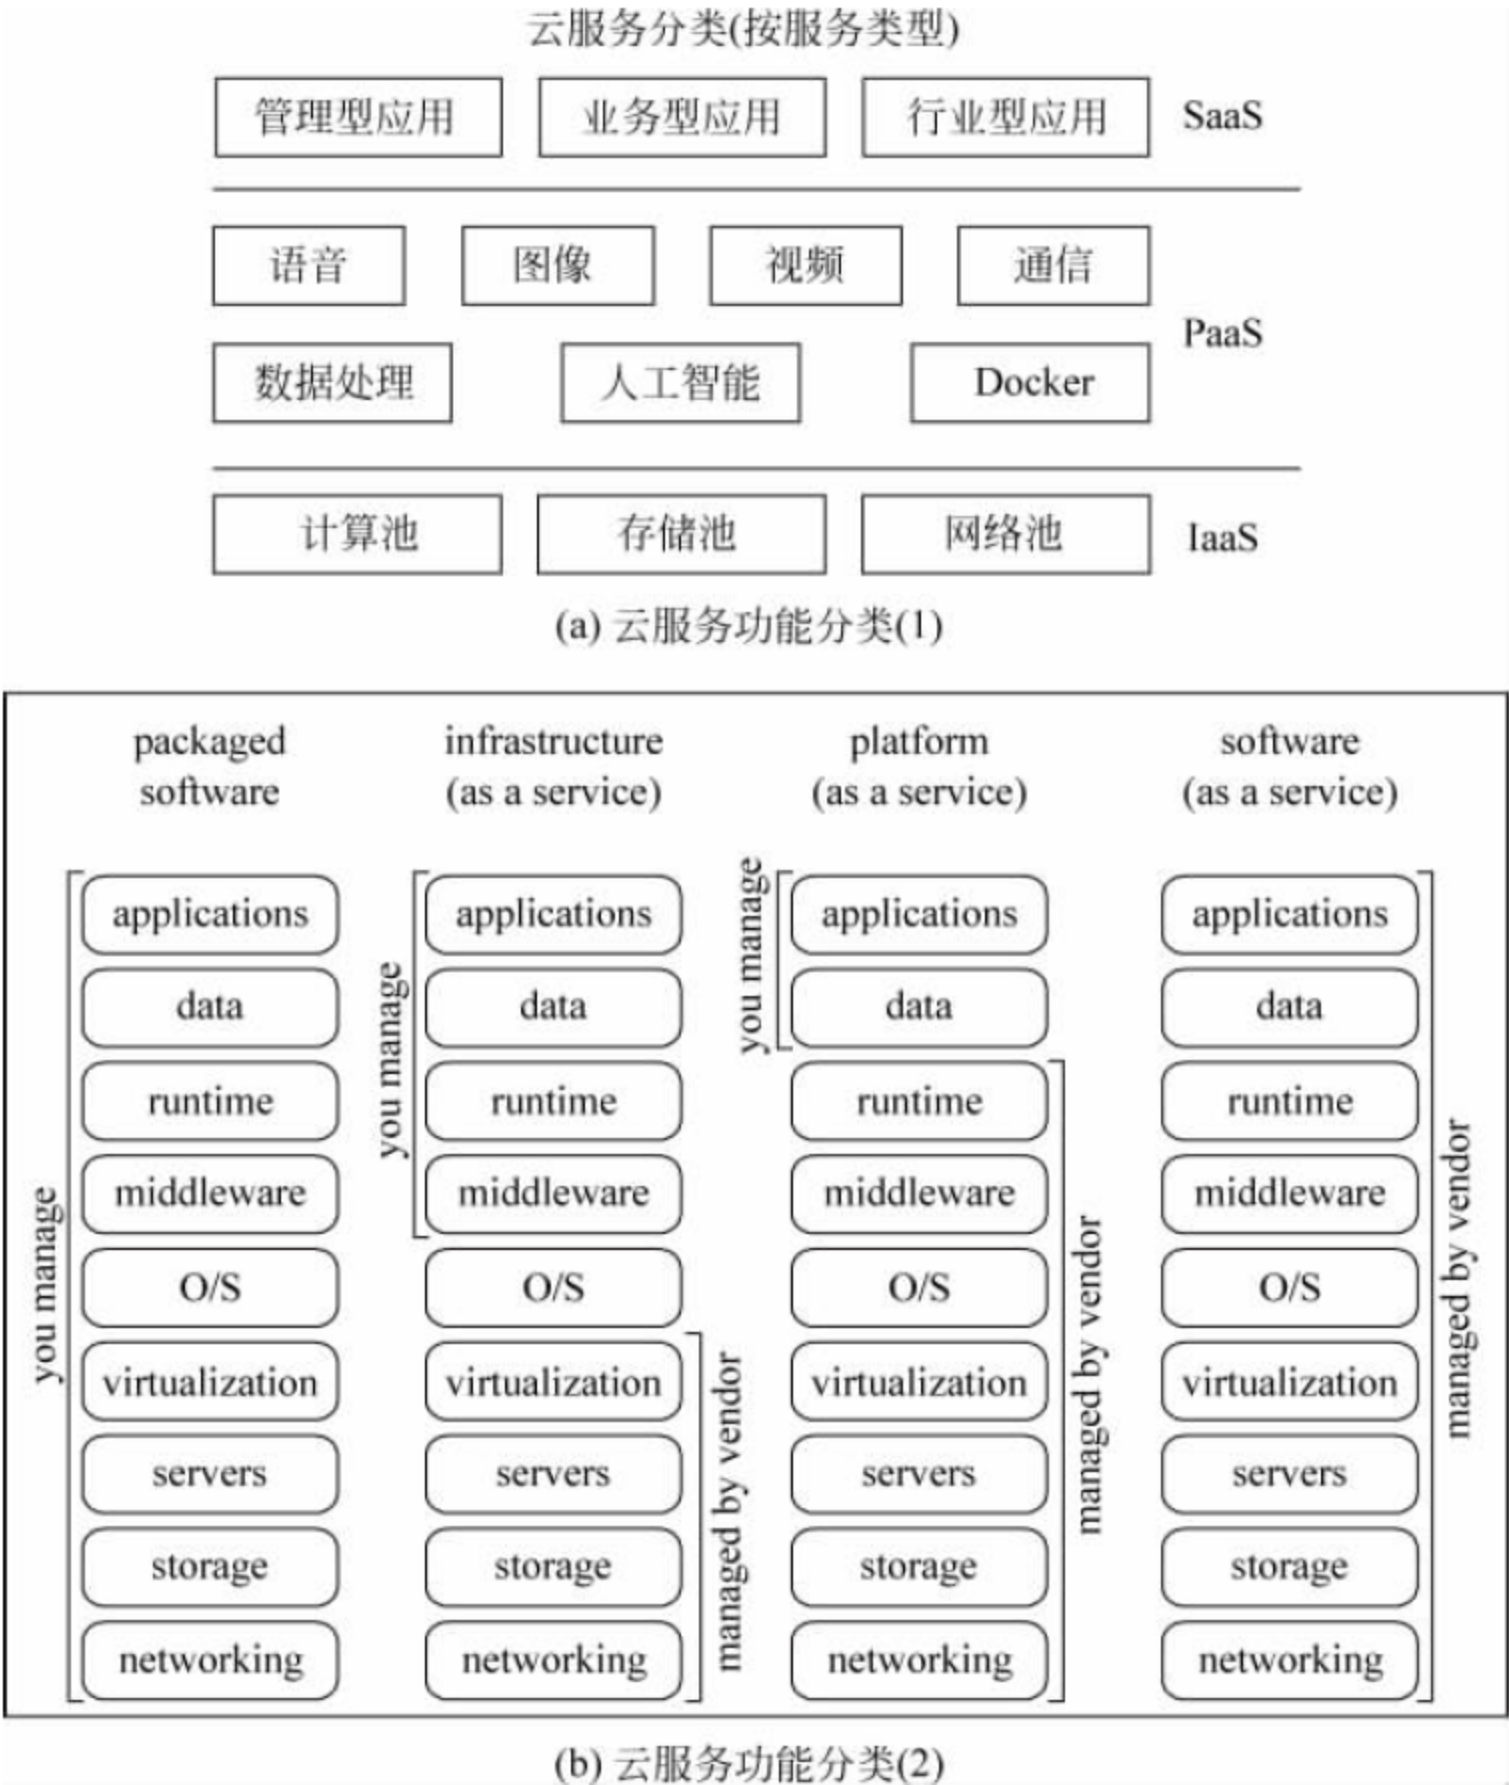 云服务分类(按服务类型)
管理型应用 业务型应用 行业型应用 SaaS
语音 图像 视频 通信
PaaS
数据处理 人工智能 Docker
计算池 存储池 网络池 IaaS
(a) 云服务功能分类(1)
packaged software
infrastructure (as a service)
platform (as a service)
software (as a service)
you manage
applications
data
runtime
middleware
O/S
virtualization
servers
storage
networking
you manage
applications
data
runtime
middleware
O/S
virtualization
servers
storage
networking
managed by vendor
you manage
applications
data
runtime
middleware
O/S
virtualization
servers
storage
networking
managed by vendor
applications
data
runtime
middleware
O/S
virtualization
servers
storage
networking
managed by vendor
(b) 云服务功能分类(2)